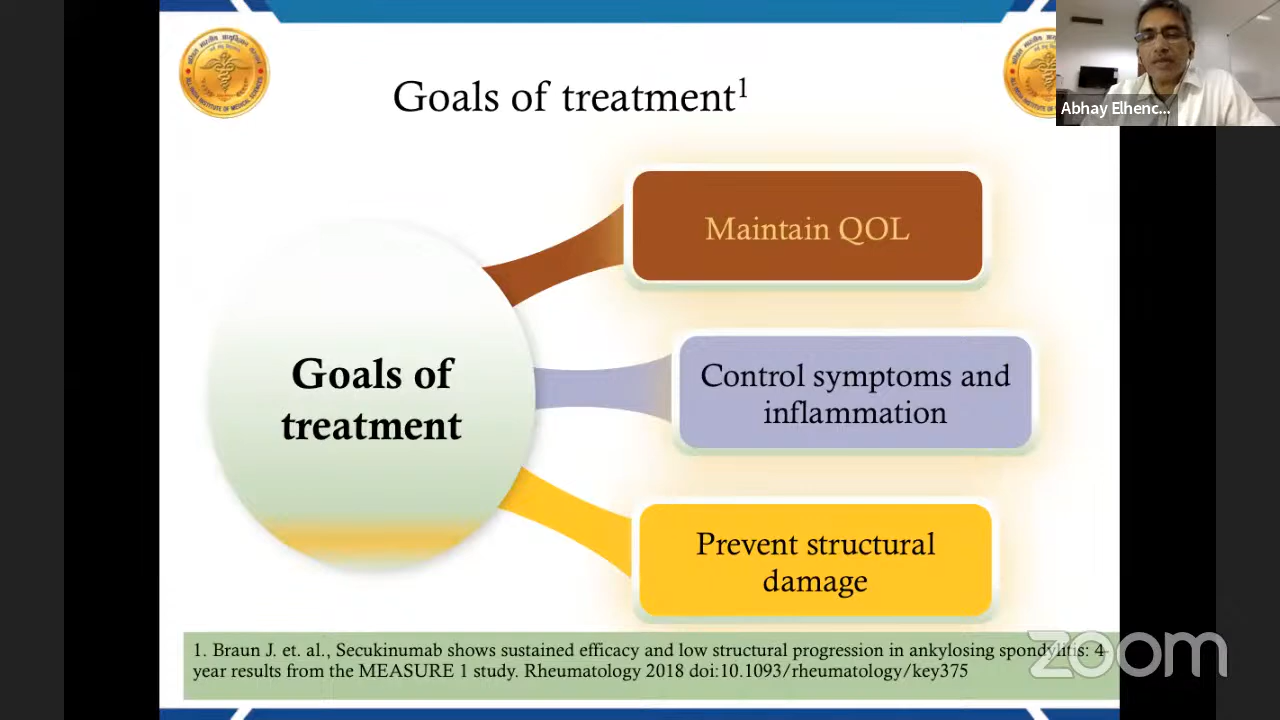 Goals of treatment1
Abhay Elhenc...
Maintain QOL
Goals of
treatment
Control symptoms and
inflammation
Prevent structural
damage
1. Braun J. et. al., Secukinumab shows sustained efficacy and low structural progression in ankylosing spondylitis: 4-
year results from the MEASURE 1 study. Rheumatology 2018 doi:10.1093/rheumatology/key375
zoom